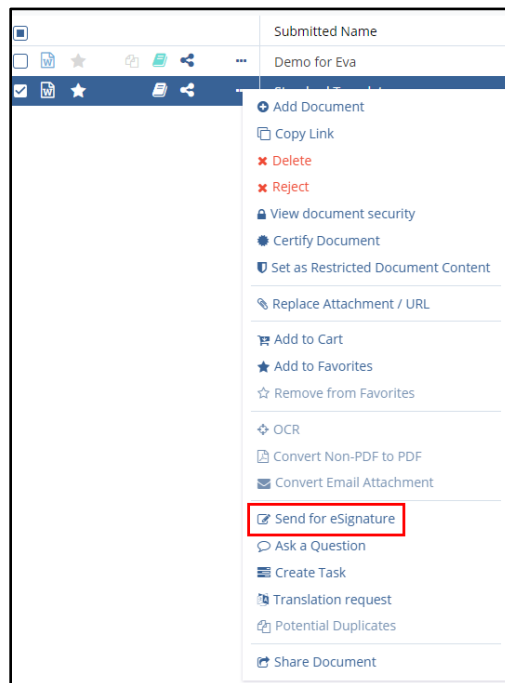 Submitted Name
Demo for Eva
Add Document
Copy Link
Delete
Reject
View document security
Certify Document
Set as Restricted Document Content
Replace Attachment / URL
Add to Cart
Add to Favorites
Remove from Favorites
OCR
Convert Non-PDF to PDF
Convert Email Attachment
Send for eSignature
Ask a Question
Create Task
Translation request
Potential Duplicates
Share Document